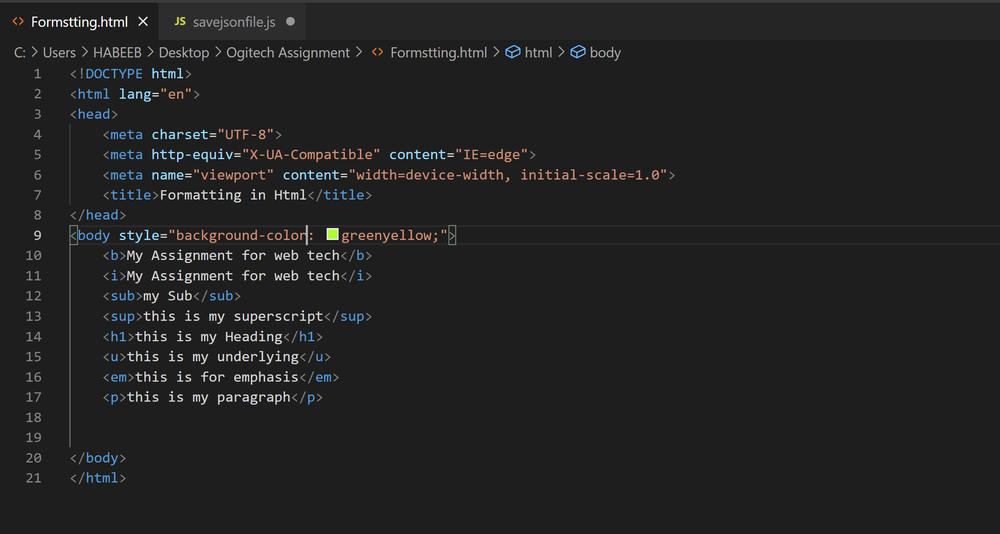 Formstting.html JS savejsonfile.js
C: > Users > HABEEB > Desktop > Ogitech Assignment > Formstting.html > html > body
1 <!DOCTYPE html>
2 <html lang="en">
3 <head>
4     <meta charset="UTF-8">
5     <meta http-equiv="X-UA-Compatible" content="IE=edge">
6     <meta name="viewport" content="width=device-width, initial-scale=1.0">
7     <title>Formatting in Html</title>
8 </head>
9 <body style="background-color: greenyellow;">
10     <b>My Assignment for web tech</b>
11     <i>My Assignment for web tech</i>
12     <sub>my Sub</sub>
13     <sup>this is my superscript</sup>
14     <h1>this is my Heading</h1>
15     <u>this is my underlying</u>
16     <em>this is for emphasis</em>
17     <p>this is my paragraph</p>
18
19
20 </body>
21 </html>